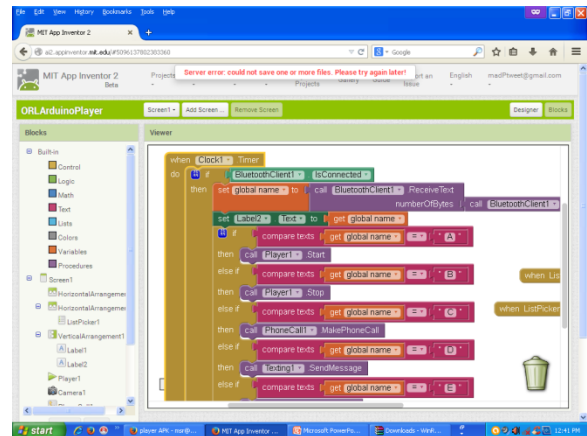 File Edit View History Bookmarks Tools Help
MIT App Inventor 2
ai2.appinventor.mit.edu/#5096137802383360
Google
MIT App Inventor 2
Beta
Server error: could not save one or more files. Please try again later!
English
madPtweet@gmail.com
Projects
Gallery
Guide
Issue
ORLArduinoPlayer
Screen1
Add Screen ...
Remove Screen
Designer
Blocks
Blocks
Viewer
Built-in
Control
Logic
Math
Text
Lists
Colors
Variables
Procedures
Screen1
HorizontalArrangemer
HorizontalArrangemer
ListPicker1
VerticalArrangement1
Label1
Label2
Player1
Camera1
when Clock1 .Timer
do if BluetoothClient1 . IsConnected
then set global name to call BluetoothClient1 .ReceiveText
numberOfBytes call BluetoothClient1
set Label2 . Text to get global name
if compare texts get global name = " A "
then call Player1 .Start
else if compare texts get global name = " B "
then call Player1 .Stop
else if compare texts get global name = " C "
then call PhoneCall1 .MakePhoneCall
else if compare texts get global name = " D "
then call Texting1 .SendMessage
else if compare texts get global name = " E "
when Lis
when ListPicker
start
MIT App Inventor ...
Microsoft PowerPo...
Downloads - WinR...
12:41 PM